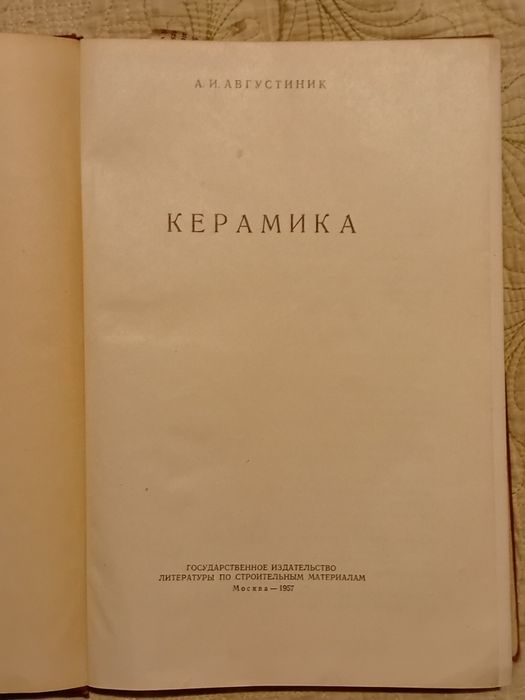 А. И. АВГУСТИНИК
КЕРАМИКА
ГОСУДАРСТВЕННОЕ ИЗДАТЕЛЬСТВО
ЛИТЕРАТУРЫ ПО СТРОИТЕЛЬНЫМ МАТЕРИАЛАМ
Москва — 1957